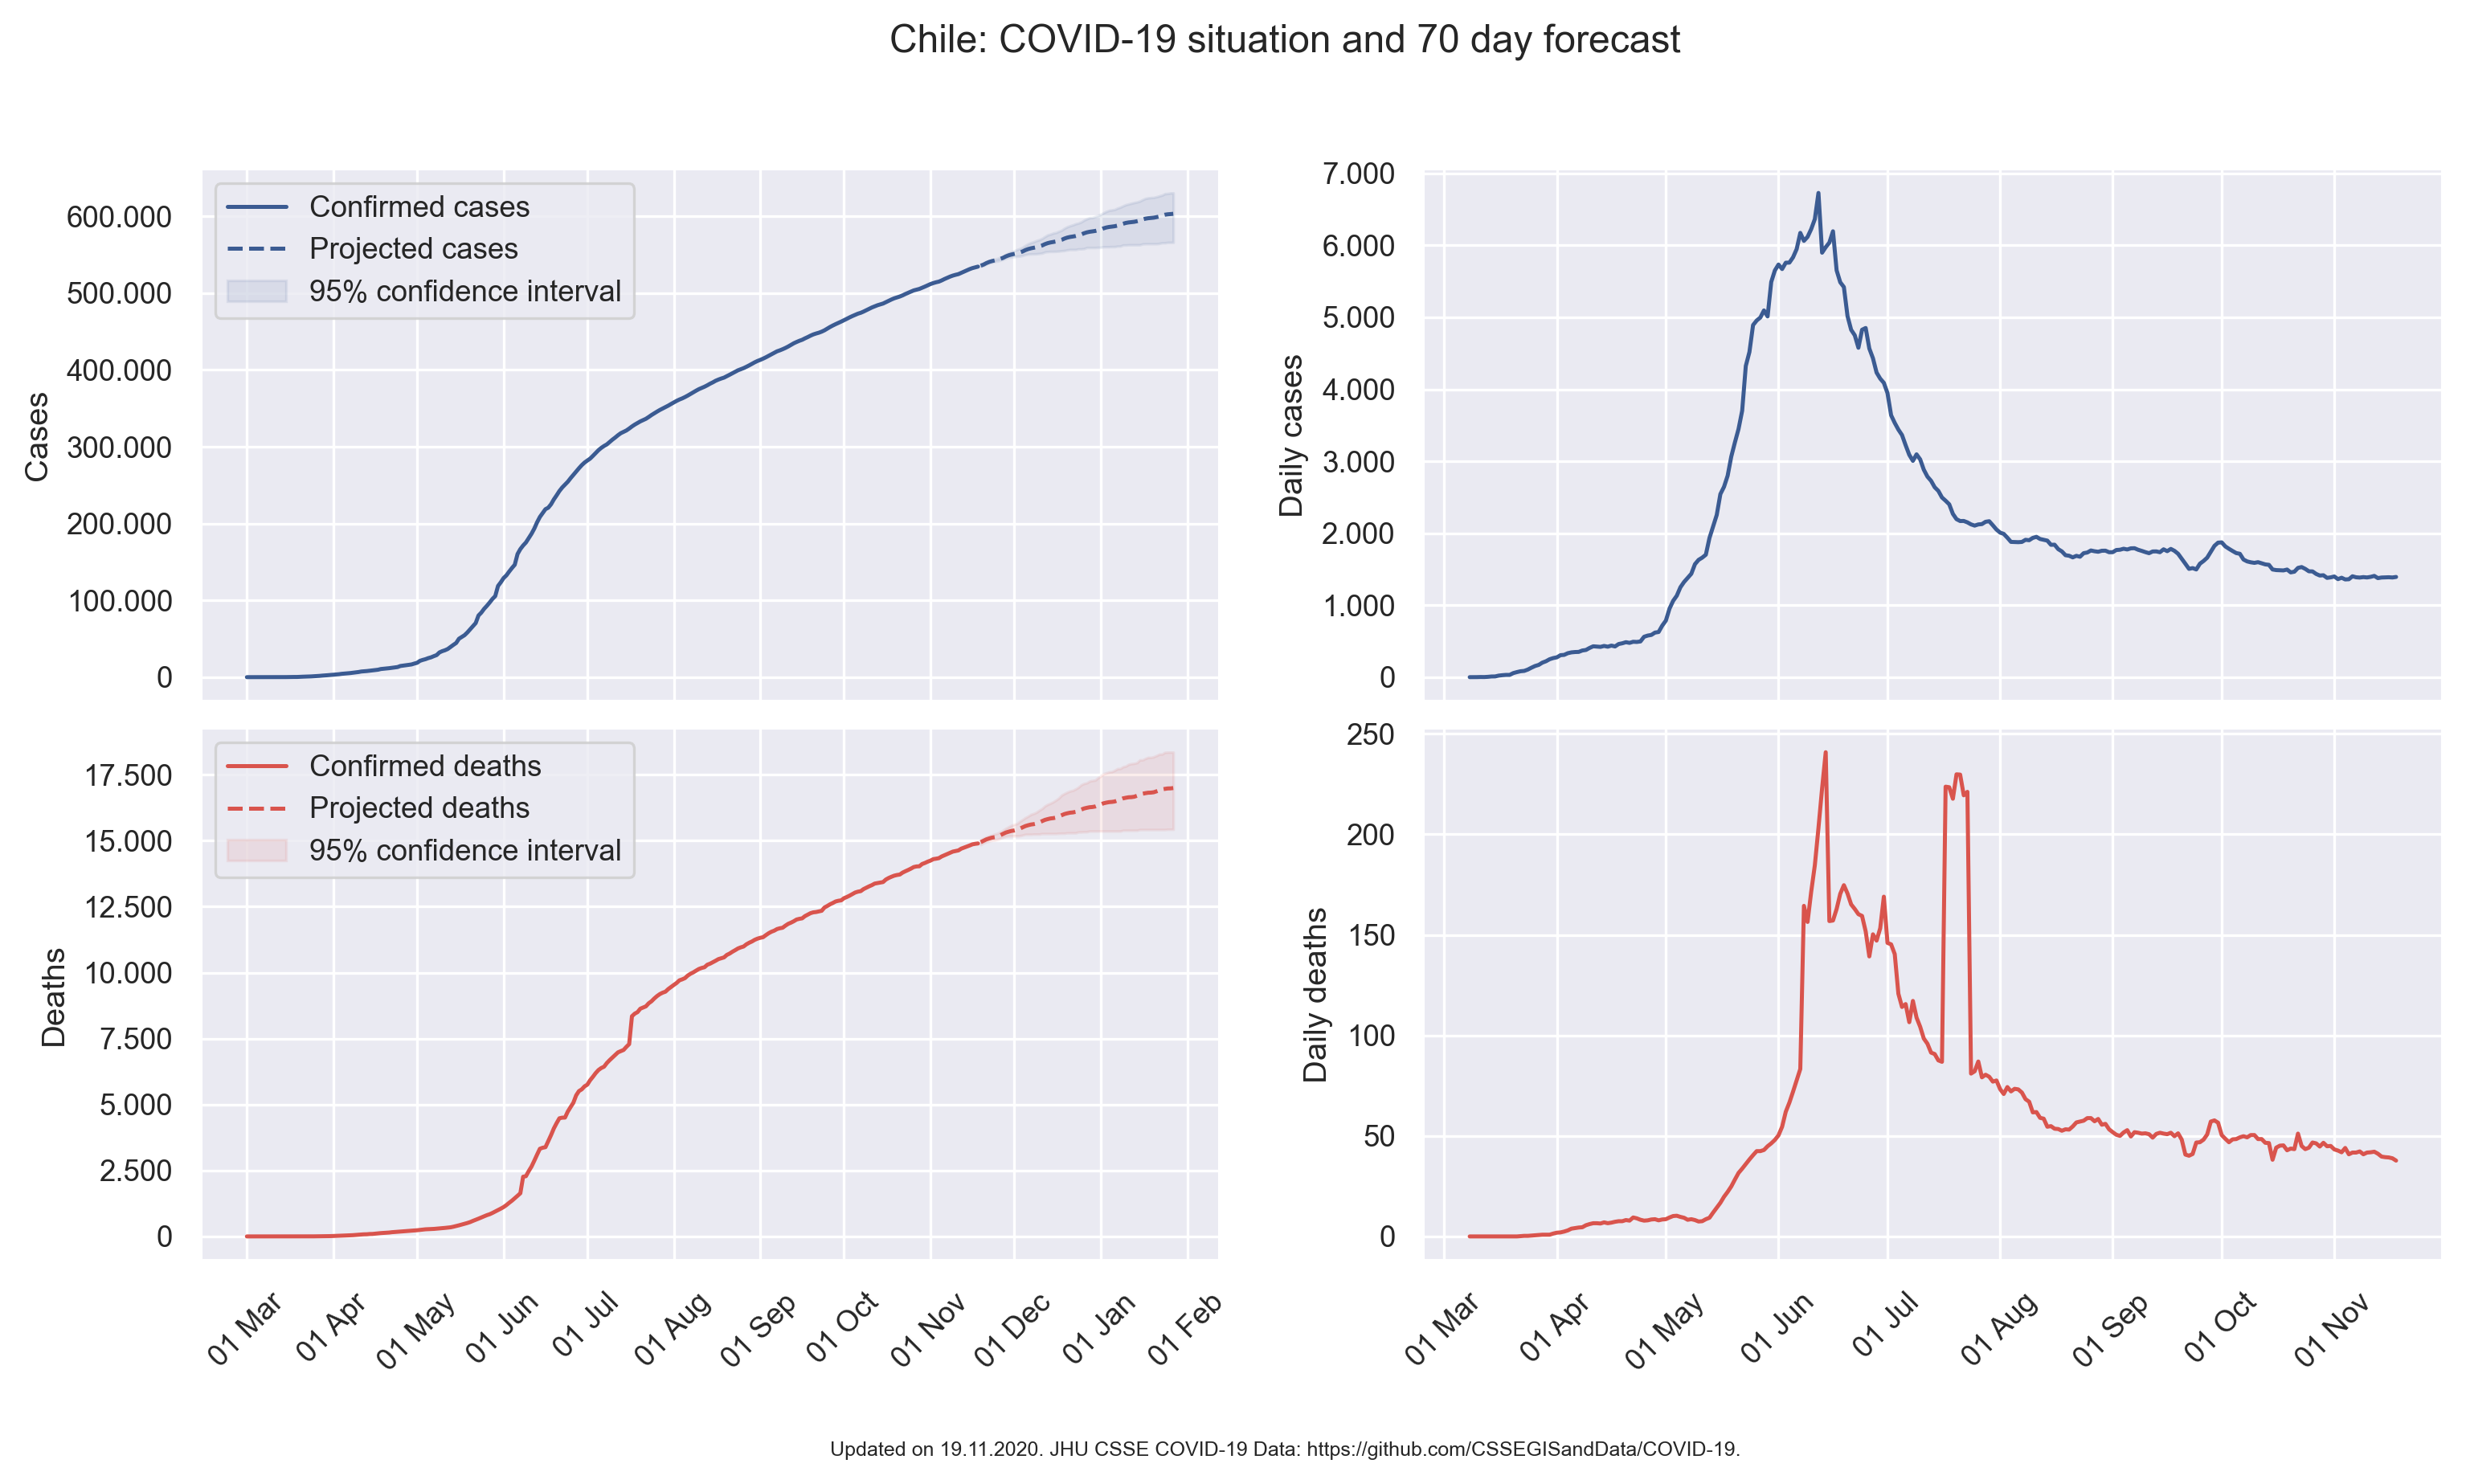 Chile: COVID-19 situation and 70 day forecast
Cases
600.000
500.000
400.000
300.000
200.000
100.000
0
Confirmed cases
Projected cases
95% confidence interval
Daily cases
7.000
6.000
5.000
4.000
3.000
2.000
1.000
0
Deaths
17.500
15.000
12.500
10.000
7.500
5.000
2.500
0
Confirmed deaths
Projected deaths
95% confidence interval
01 Mar
01 Apr
01 May
01 Jun
01 Jul
01 Aug
01 Sep
01 Oct
01 Nov
01 Dec
01 Jan
01 Feb
Daily deaths
250
200
150
100
50
0
01 Mar
01 Apr
01 May
01 Jun
01 Jul
01 Aug
01 Sep
01 Oct
01 Nov
Updated on 19.11.2020. JHU CSSE COVID-19 Data: https://github.com/CSSEGISandData/COVID-19.